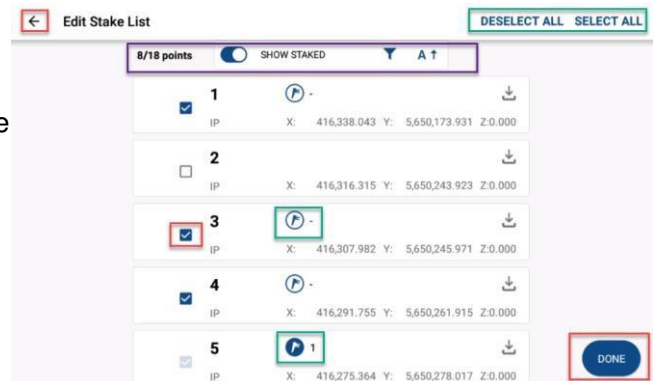 Edit Stake List DESELECT ALL SELECT ALL
8/18 points SHOW STAKED A↑
1 -
IP X: 416,338.043 Y: 5,650,173.931 Z:0.000
e
2
IP X: 416,316.315 Y: 5,650,243.923 Z:0.000
3 -
IP X: 416,307.982 Y: 5,650,245.971 Z:0.000
4 -
IP X: 416,291.755 Y: 5,650,261.915 Z:0.000
5 1
DONE
IP X: 416,275.364 Y: 5,650,278.017 Z:0.000